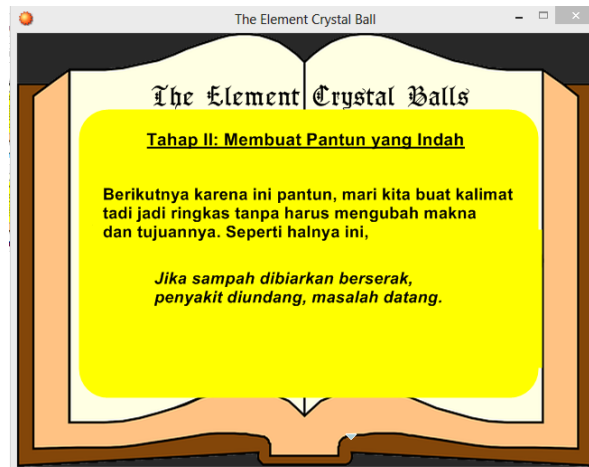 The Element Crystal Ball
The Element Crystal Balls
Tahap II: Membuat Pantun yang Indah
Berikutnya karena ini pantun, mari kita buat kalimat
tadi jadi ringkas tanpa harus mengubah makna
dan tujuannya. Seperti halnya ini,
Jika sampah dibiarkan berserak,
penyakit diundang, masalah datang.